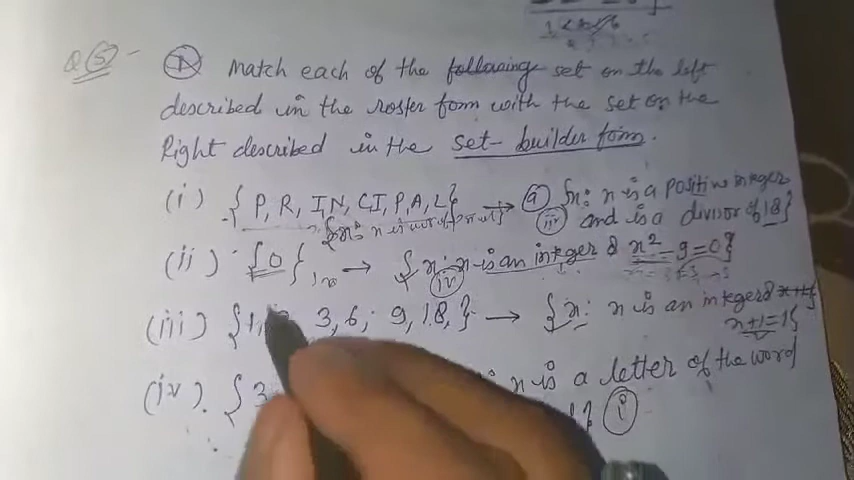 1 < x < 6
Q (5) - (1) Match each of the following set on the left
described in the roster form with the set on the
Right described in the set-builder form.
(i) { P, R, I, N, C, I, P, A, L } → (a) {x: x is a positive integer
(iii) and is a divisor of 18}
(ii) {0} → {x: x is an integer & x² - 9 = 0}
(iv)
(iii) {1, 3, 6, 9, 18,} → {x: x is an integer &
x+1=1}
(iv). {3 x is a letter of the word
(i)